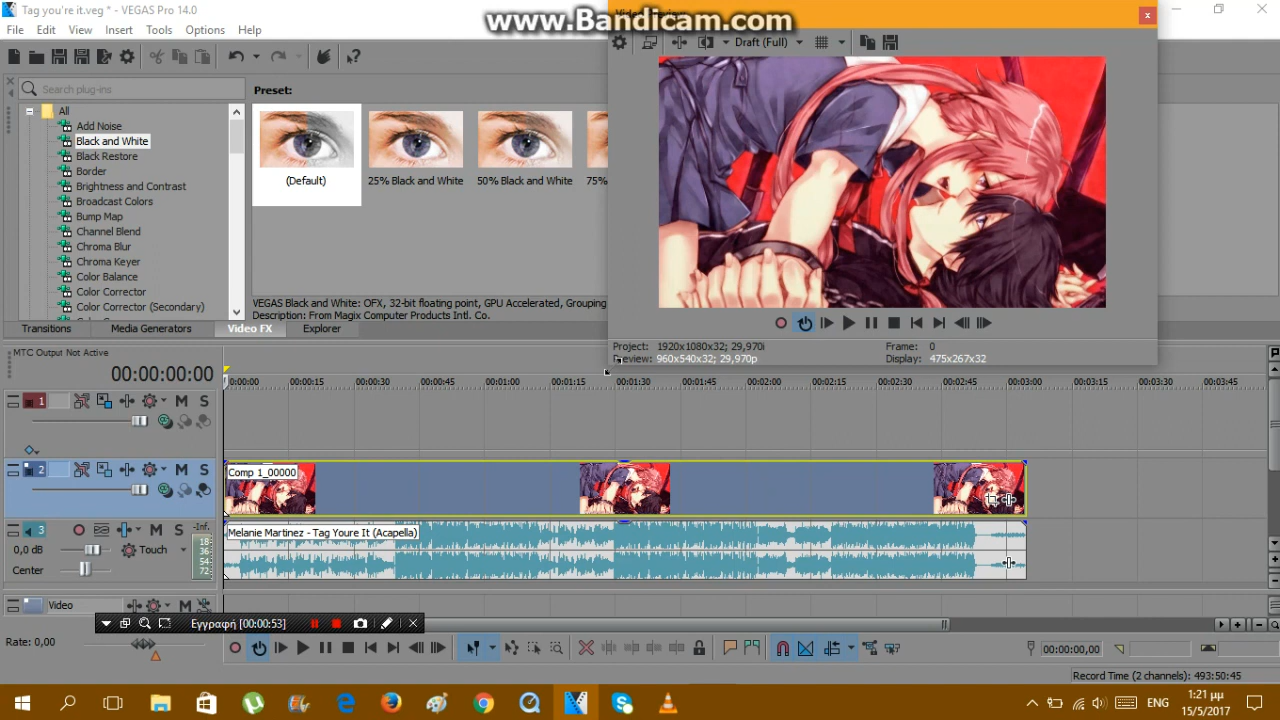 Tag you're it.veg * - VEGAS Pro 14.0
www.Bandicam.com
File Edit View Insert Tools Options Help
Draft (Full)
Search plug-ins
Preset:
All
Add Noise
Black and White
Black Restore
Border
Brightness and Contrast
Broadcast Colors
Bump Map
Channel Blend
Chroma Blur
Chroma Keyer
Color Balance
Color Corrector
Color Corrector (Secondary)
(Default)
25% Black and White
50% Black and White
75%
VEGAS Black and White: OFX, 32-bit floating point, GPU Accelerated, Grouping
Description: From Magix Computer Products Intl. Co.
Transitions Media Generators Video FX Explorer
Project: 1920x1080x32; 29,970i
Frame: 0
Preview: 960x540x32; 29,970p
Display: 475x267x32
MTC Output Not Active
00:00:00:00
0:00:00 00:00:15 00:00:30 00:00:45 00:01:00 00:01:15 00:01:30 00:01:45 00:02:00 00:02:15 00:02:30 00:02:45 00:03:00 00:03:15 00:03:30 00:03:45
1 M S
2 M S
Comp 1_00000
3 M S
-Inf.
18
36
54
72
0,0 dB
Touch
Center
Melanie Martinez - Tag Youre It (Acapella)
Video M
Εγγραφή [00:00:53]
Rate: 0,00
00:00:00,00
Record Time (2 channels): 493:50:45
ENG
1:21 μμ
15/5/2017